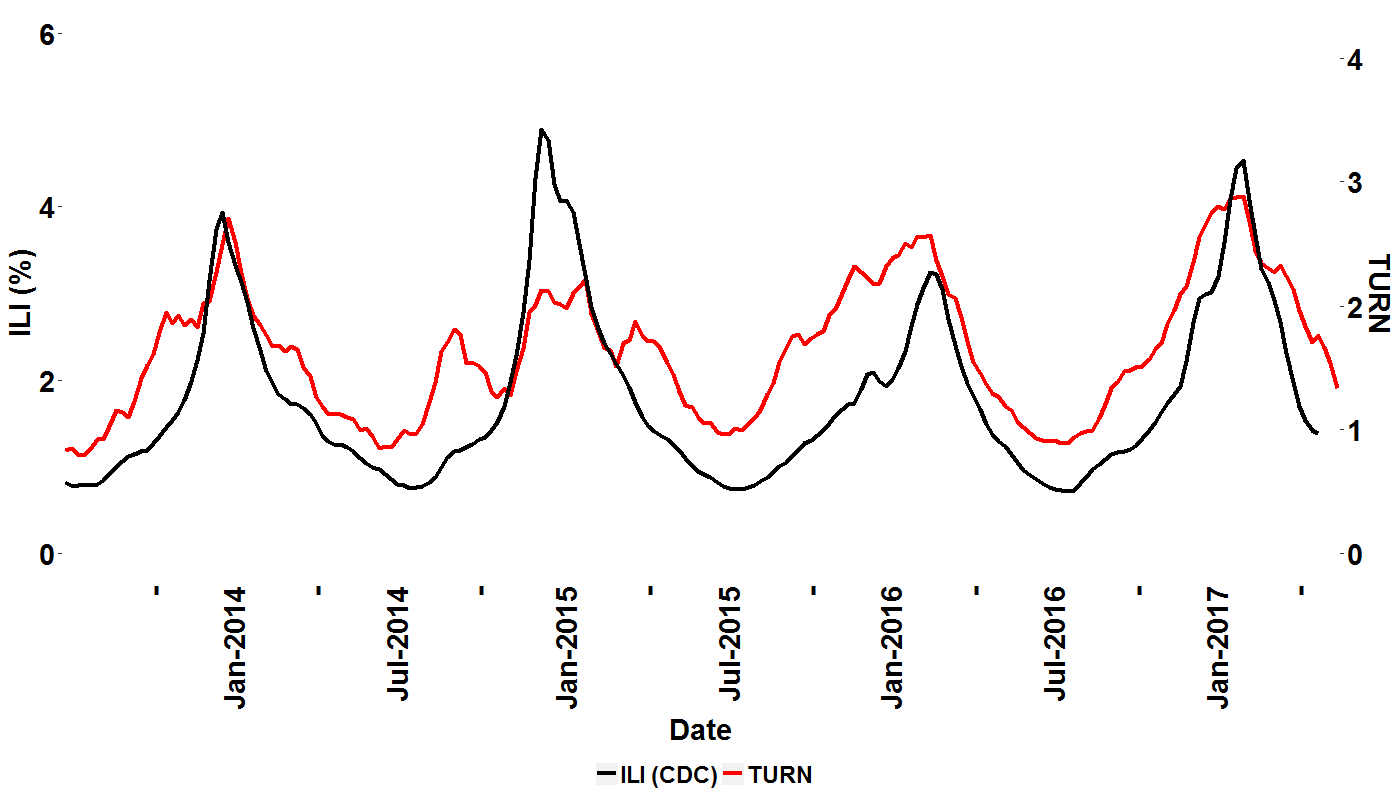 6
4
2
0
ILI (%)
4
3
2
1
0
TURN
Jan-2014
Jul-2014
Jan-2015
Jul-2015
Jan-2016
Jul-2016
Jan-2017
Date
ILI (CDC) TURN